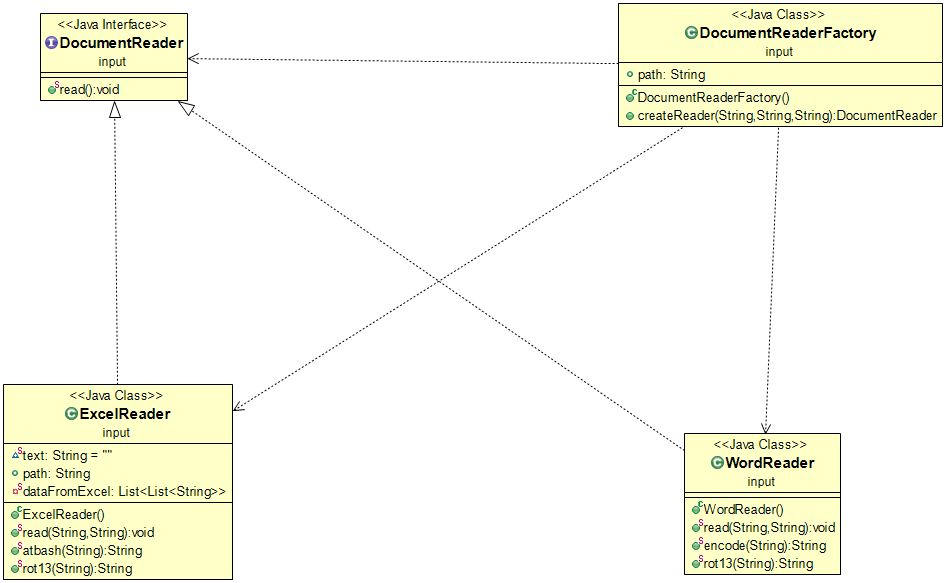 <<Java Interface>>
DocumentReader
input
read():void
<<Java Class>>
DocumentReaderFactory
input
path: String
DocumentReaderFactory()
createReader(String,String,String):DocumentReader
<<Java Class>>
ExcelReader
input
text: String = ""
path: String
dataFromExcel: List<List<String>>
ExcelReader()
read(String,String):void
atbash(String):String
rot13(String):String
<<Java Class>>
WordReader
input
WordReader()
read(String,String):void
encode(String):String
rot13(String):String